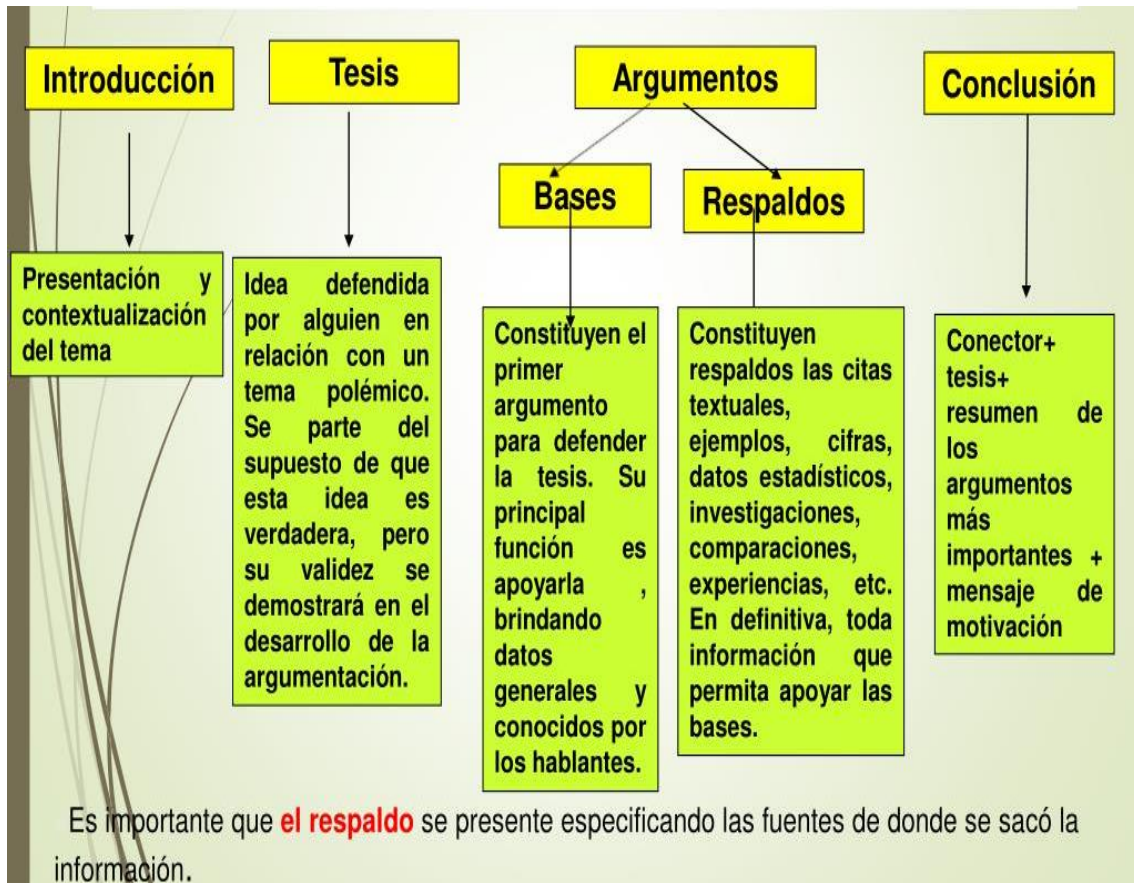 Introducción
Tesis
Argumentos
Conclusión
Bases
Respaldos
Presentación y
contextualización
del tema
Idea defendida
por alguien en
relación con un
tema polémico.
Se parte del
supuesto de que
esta idea es
verdadera, pero
su validez se
demostrará en el
desarrollo de la
argumentación.
Constituyen el
primer
argumento
para defender
la tesis. Su
principal
función es
apoyarla ,
brindando
datos
generales y
conocidos por
los hablantes.
Constituyen
respaldos las citas
textuales,
ejemplos, cifras,
datos estadísticos,
investigaciones,
comparaciones,
experiencias, etc.
En definitiva, toda
información que
permita apoyar las
bases.
Conector+
tesis+
resumen de
los
argumentos
más
importantes +
mensaje de
motivación
Es importante que el respaldo se presente especificando las fuentes de donde se sacó la
información.